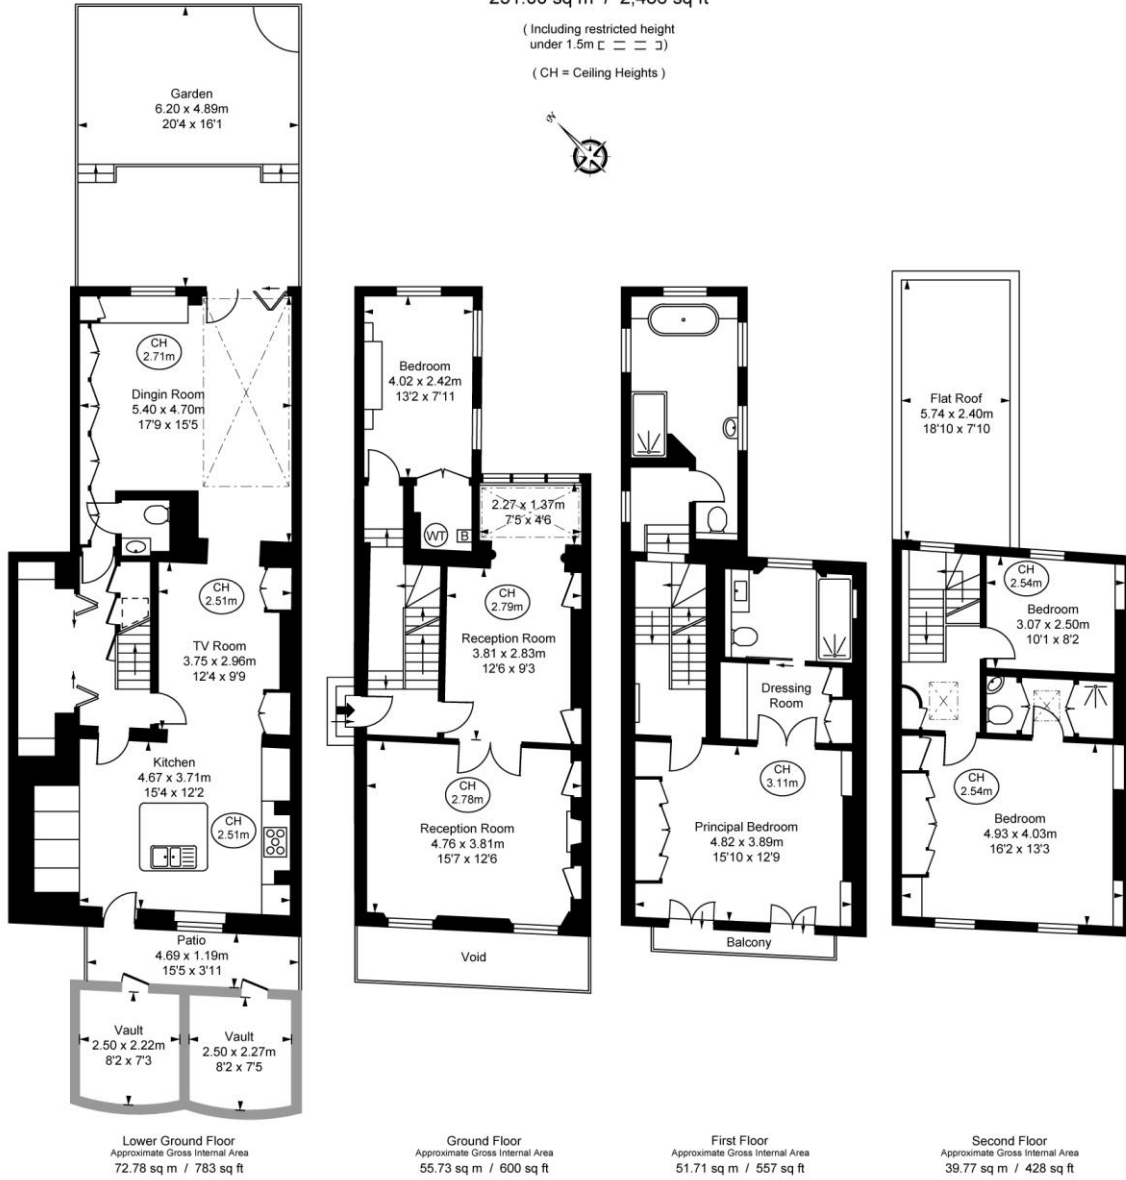 ( Including restricted height
under 1.5m )
( CH = Ceiling Heights )
N
Garden
6.20 x 4.89m
20'4 x 16'1
CH
2.71m
Dingin Room
5.40 x 4.70m
17'9 x 15'5
CH
2.51m
TV Room
3.75 x 2.96m
12'4 x 9'9
Kitchen
4.67 x 3.71m
15'4 x 12'2
CH
2.51m
Patio
4.69 x 1.19m
15'5 x 3'11
Vault
2.50 x 2.22m
8'2 x 7'3
Vault
2.50 x 2.27m
8'2 x 7'5
Lower Ground Floor
Approximate Gross Internal Area
72.78 sq m / 783 sq ft
Bedroom
4.02 x 2.42m
13'2 x 7'11
2.27 x 1.37m
7'5 x 4'6
WT
B
CH
2.79m
Reception Room
3.81 x 2.83m
12'6 x 9'3
CH
2.78m
Reception Room
4.76 x 3.81m
15'7 x 12'6
Void
Ground Floor
Approximate Gross Internal Area
55.73 sq m / 600 sq ft
Dressing
Room
CH
3.11m
Principal Bedroom
4.82 x 3.89m
15'10 x 12'9
Balcony
First Floor
Approximate Gross Internal Area
51.71 sq m / 557 sq ft
Flat Roof
5.74 x 2.40m
18'10 x 7'10
CH
2.54m
Bedroom
3.07 x 2.50m
10'1 x 8'2
CH
2.54m
Bedroom
4.93 x 4.03m
16'2 x 13'3
Second Floor
Approximate Gross Internal Area
39.77 sq m / 428 sq ft